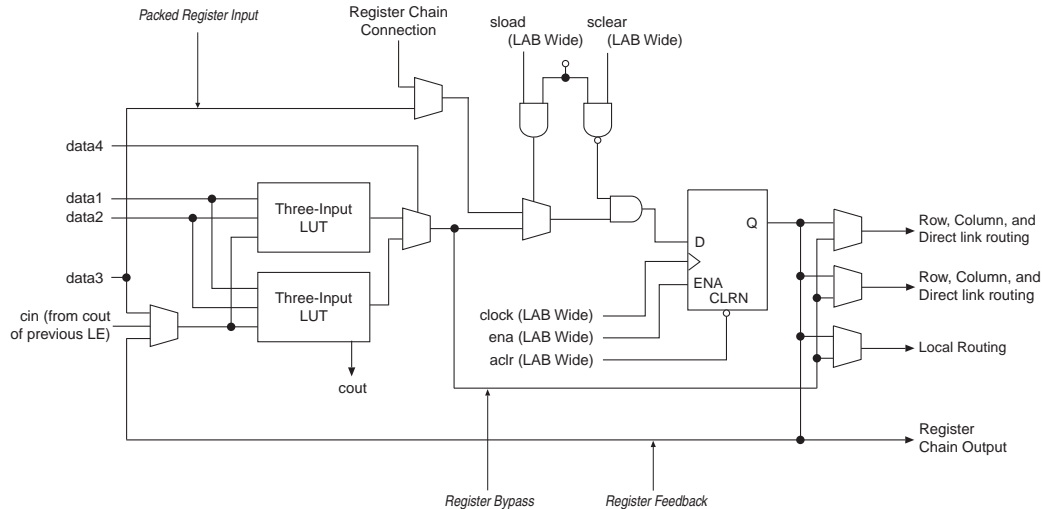 Packed Register Input
Register Chain
Connection
sload
(LAB Wide)
sclear
(LAB Wide)
data4
data1
data2
Three-Input
LUT
data3
Three-Input
LUT
cin (from cout
of previous LE)
cout
Q
D
ENA
CLRN
clock (LAB Wide)
ena (LAB Wide)
aclr (LAB Wide)
Row, Column, and
Direct link routing
Row, Column, and
Direct link routing
Local Routing
Register
Chain Output
Register Bypass
Register Feedback